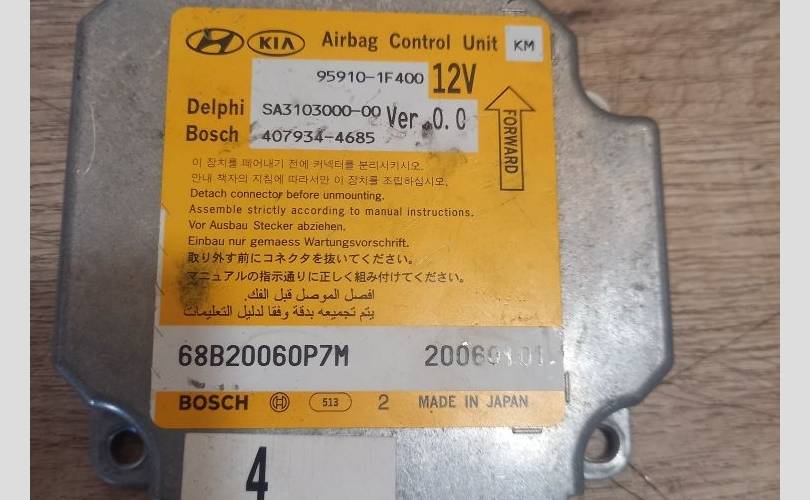 HYUNDAI KIA Airbag Control Unit KM
95910-1F400 12V
Delphi SA3103000-00 Ver.0.0
Bosch 407934-4685
FORWARD
이 장치를 떼어내기 전에 커넥터를 분리시키시오.
안내 책자의 지침에 따라서만 이 장치를 조립하십시오.
Detach connector before unmounting.
Assemble strictly according to manual instructions.
Vor Ausbau Stecker abziehen.
Einbau nur gemaess Wartungsvorschrift.
取り外す前にコネクタを抜いてください。
マニュアルの指示通りに正しく組み付けてください。
افصل الموصل قبل الفك.
يتم تجميعه بدقة وفقا لدليل التعليمات
68B20060P7M
BOSCH 513 2 MADE IN JAPAN
4